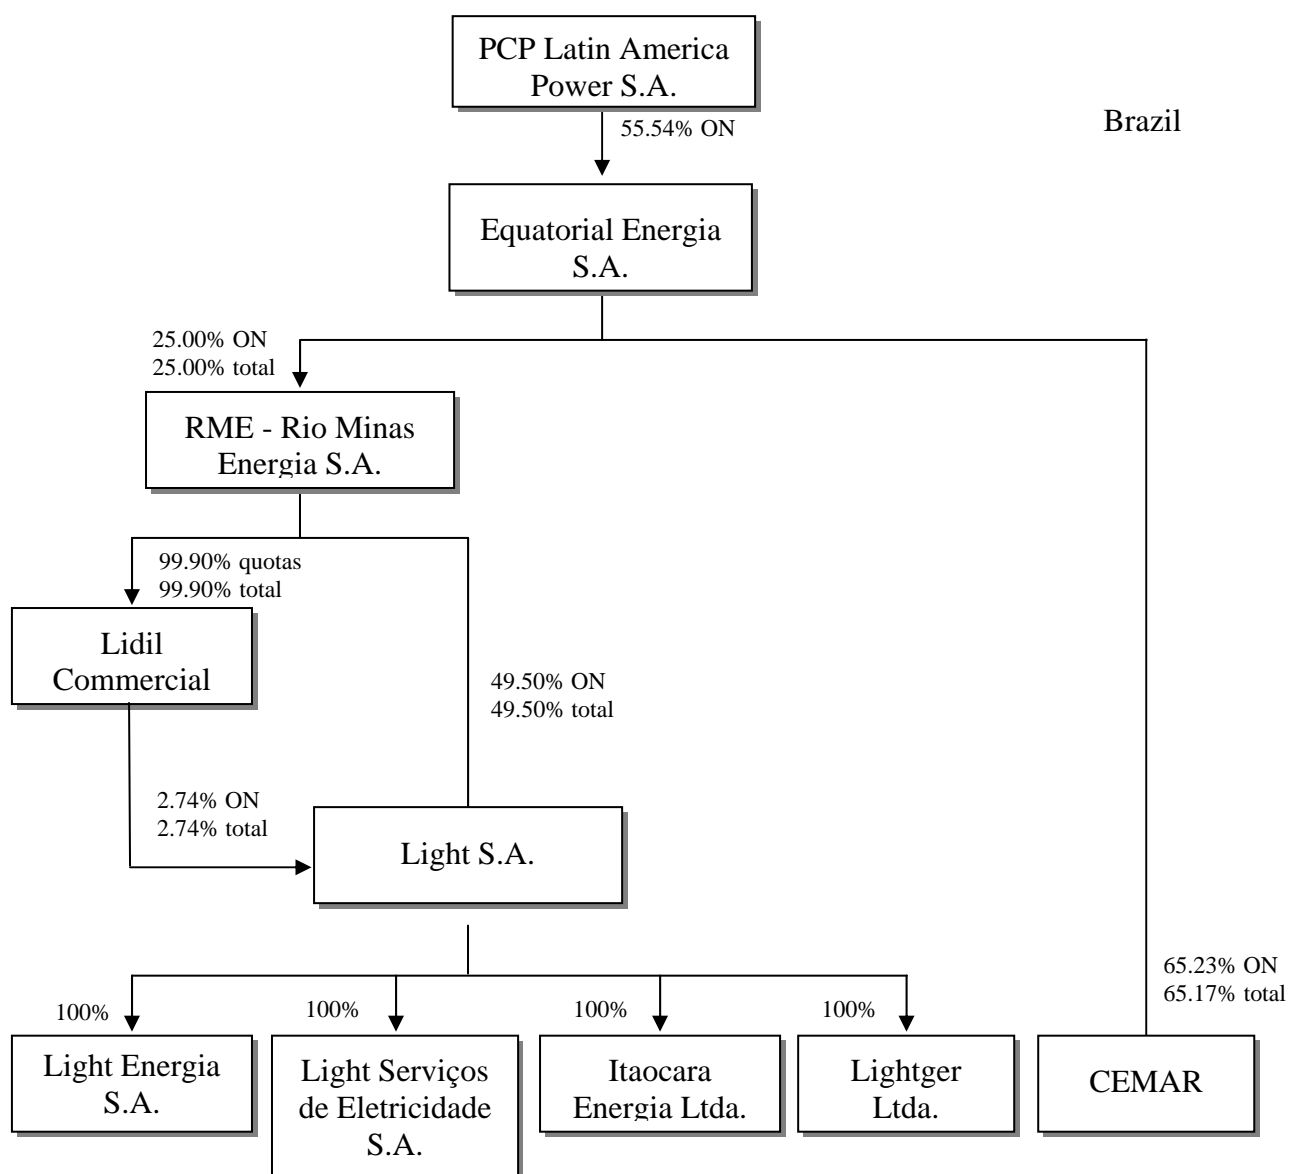 PCP Latin America
Power S.A.
55.54% ON
Brazil
Equatorial Energia
S.A.
25.00% ON
25.00% total
RME - Rio Minas
Energia S.A.
99.90% quotas
99.90% total
Lidil
Commercial
49.50% ON
49.50% total
2.74% ON
2.74% total
Light S.A.
65.23% ON
65.17% total
100%
100%
100%
100%
Light Energia
S.A.
Light Serviços
de Eletricidade
S.A.
Itaocara
Energia Ltda.
Lightger
Ltda.
CEMAR